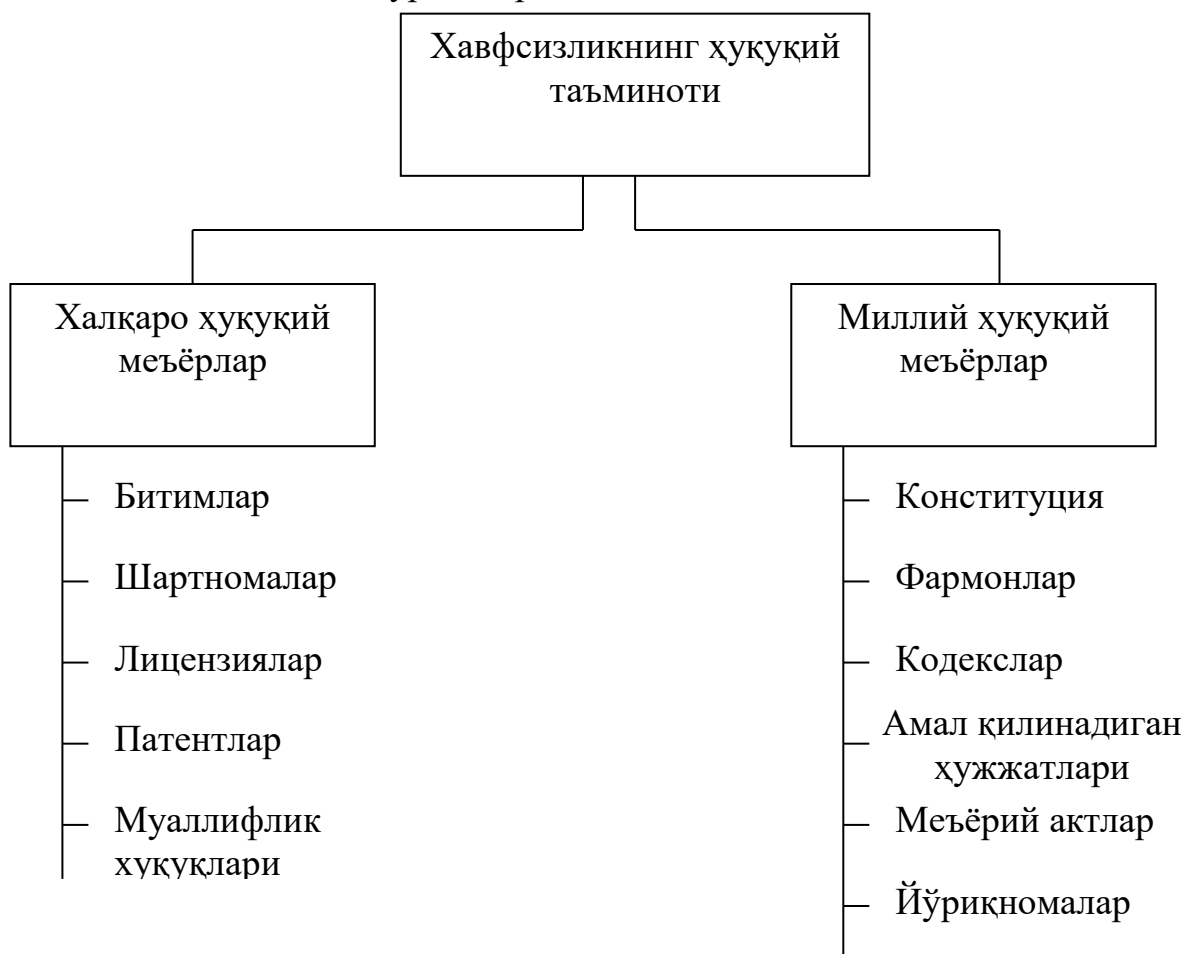 Хавфсизликнинг ҳуқуқий
таъминоти
Халқаро ҳуқуқий
меъёрлар
Битимлар
Шартномалар
Лицензиялар
Патентлар
Муаллифлик
ҳуқуқлари
Миллий ҳуқуқий
меъёрлар
Конституция
Фармонлар
Кодекслар
Амал қилинадиган
ҳужжатлари
Меъёрий актлар
Йўриқномалар